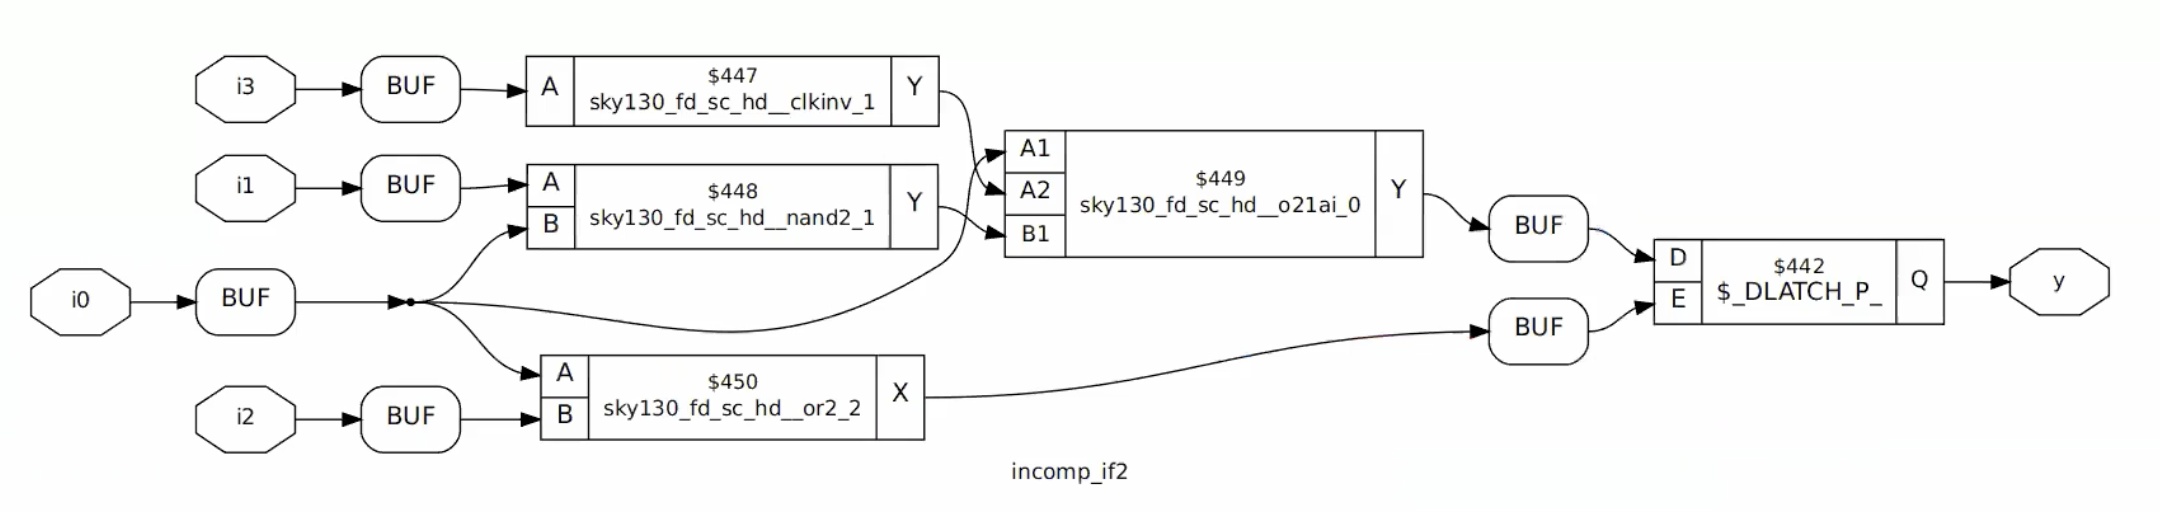 i3
BUF
A
$447
sky130_fd_sc_hd__clkinv_1
Y
i1
BUF
A
B
$448
sky130_fd_sc_hd__nand2_1
Y
i0
BUF
i2
BUF
A
B
$450
sky130_fd_sc_hd__or2_2
X
A1
A2
B1
$449
sky130_fd_sc_hd__o21ai_0
Y
BUF
BUF
D
E
$442
$_DLATCH_P_
Q
y
incomp_if2